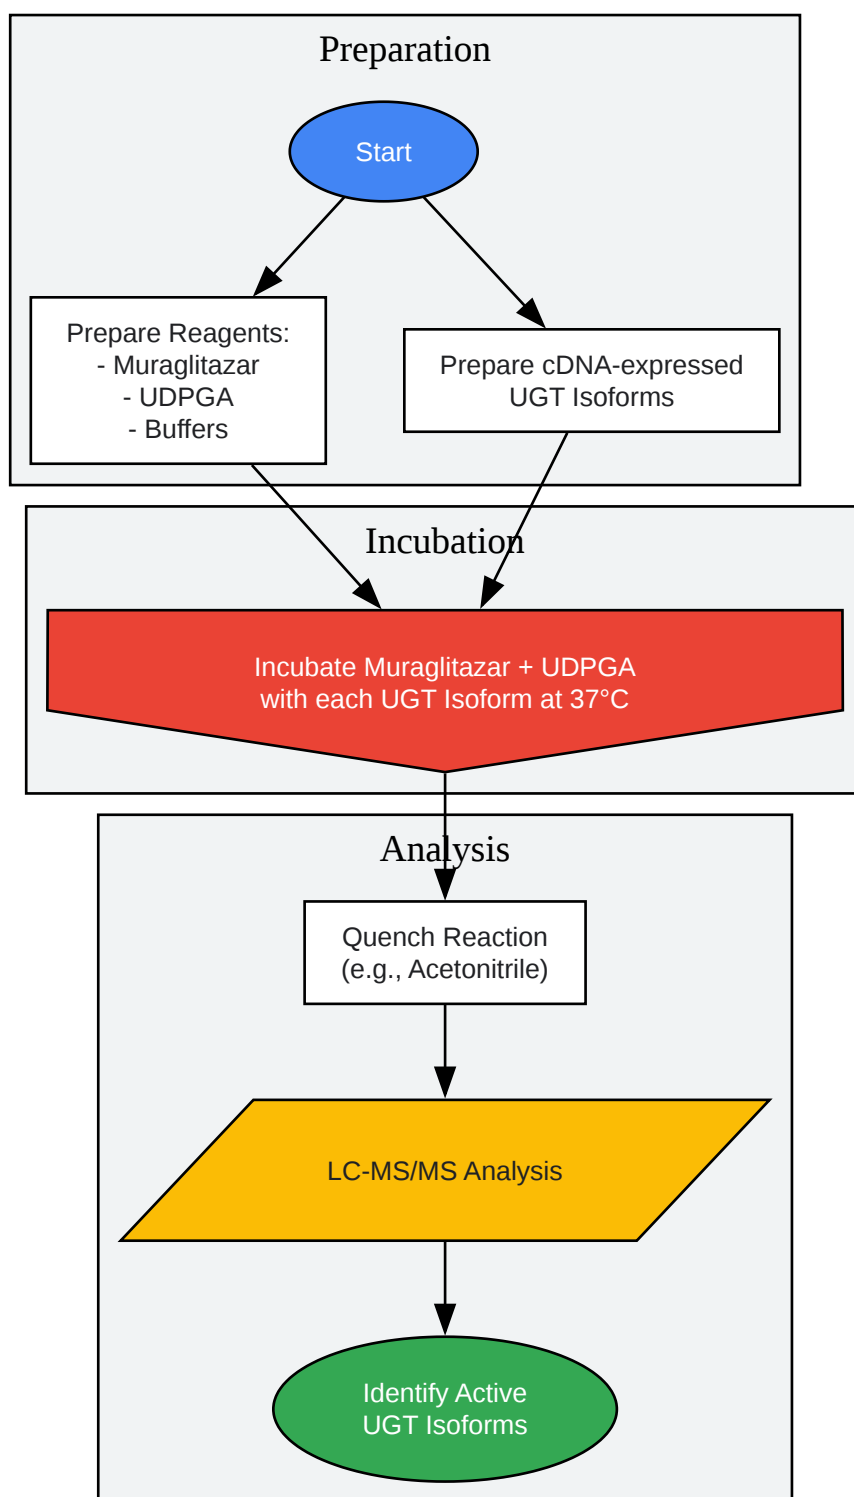 Preparation
Start
Prepare Reagents:
- Muraglitazar
- UDPGA
- Buffers
Prepare cDNA-expressed
UGT Isoforms
Incubation
Incubate Muraglitazar + UDPGA
with each UGT Isoform at 37°C
Analysis
Quench Reaction
(e.g., Acetonitrile)
LC-MS/MS Analysis
Identify Active
UGT Isoforms